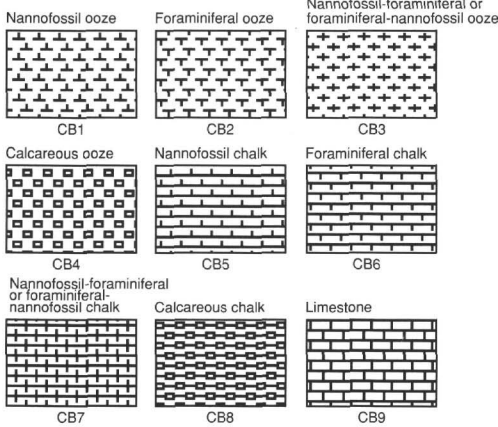 Nannofossil ooze
Foraminiferal ooze
Nannofossil-foraminiferal or
foraminiferal-nannofossil ooze
CB1
CB2
CB3
Calcareous ooze
Nannofossil chalk
Foraminiferal chalk
CB4
CB5
CB6
Nannofossil-foraminiferal
or foraminiferal-
nannofossil chalk
Calcareous chalk
Limestone
CB7
CB8
CB9